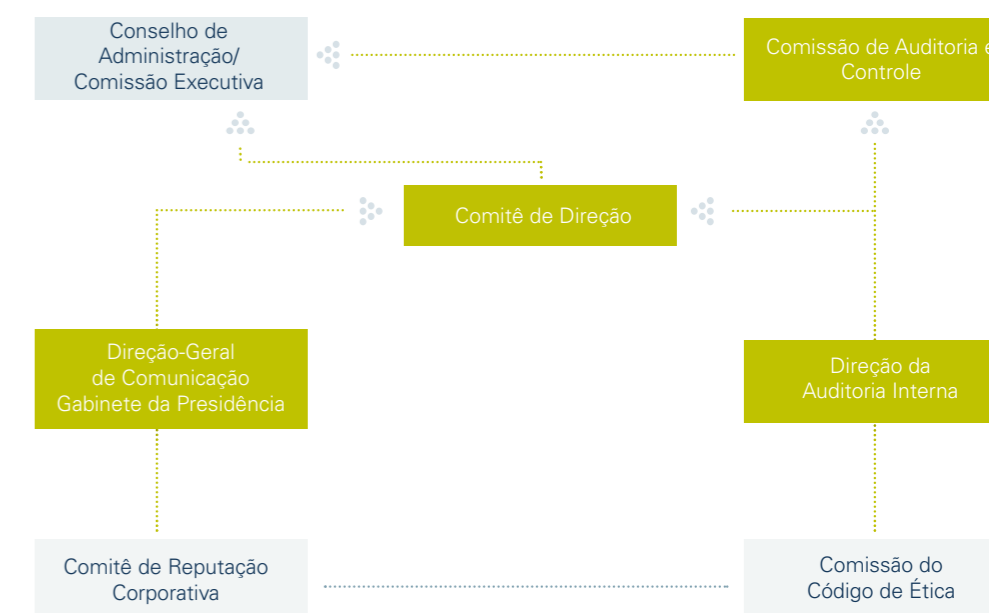 Conselho de
Administração/
Comissão Executiva
Comissão de Auditoria e
Controle
Comitê de Direção
Direção-Geral
de Comunicação
Gabinete da Presidência
Direção da
Auditoria Interna
Comitê de Reputação
Corporativa
Comissão do
Código de Ética